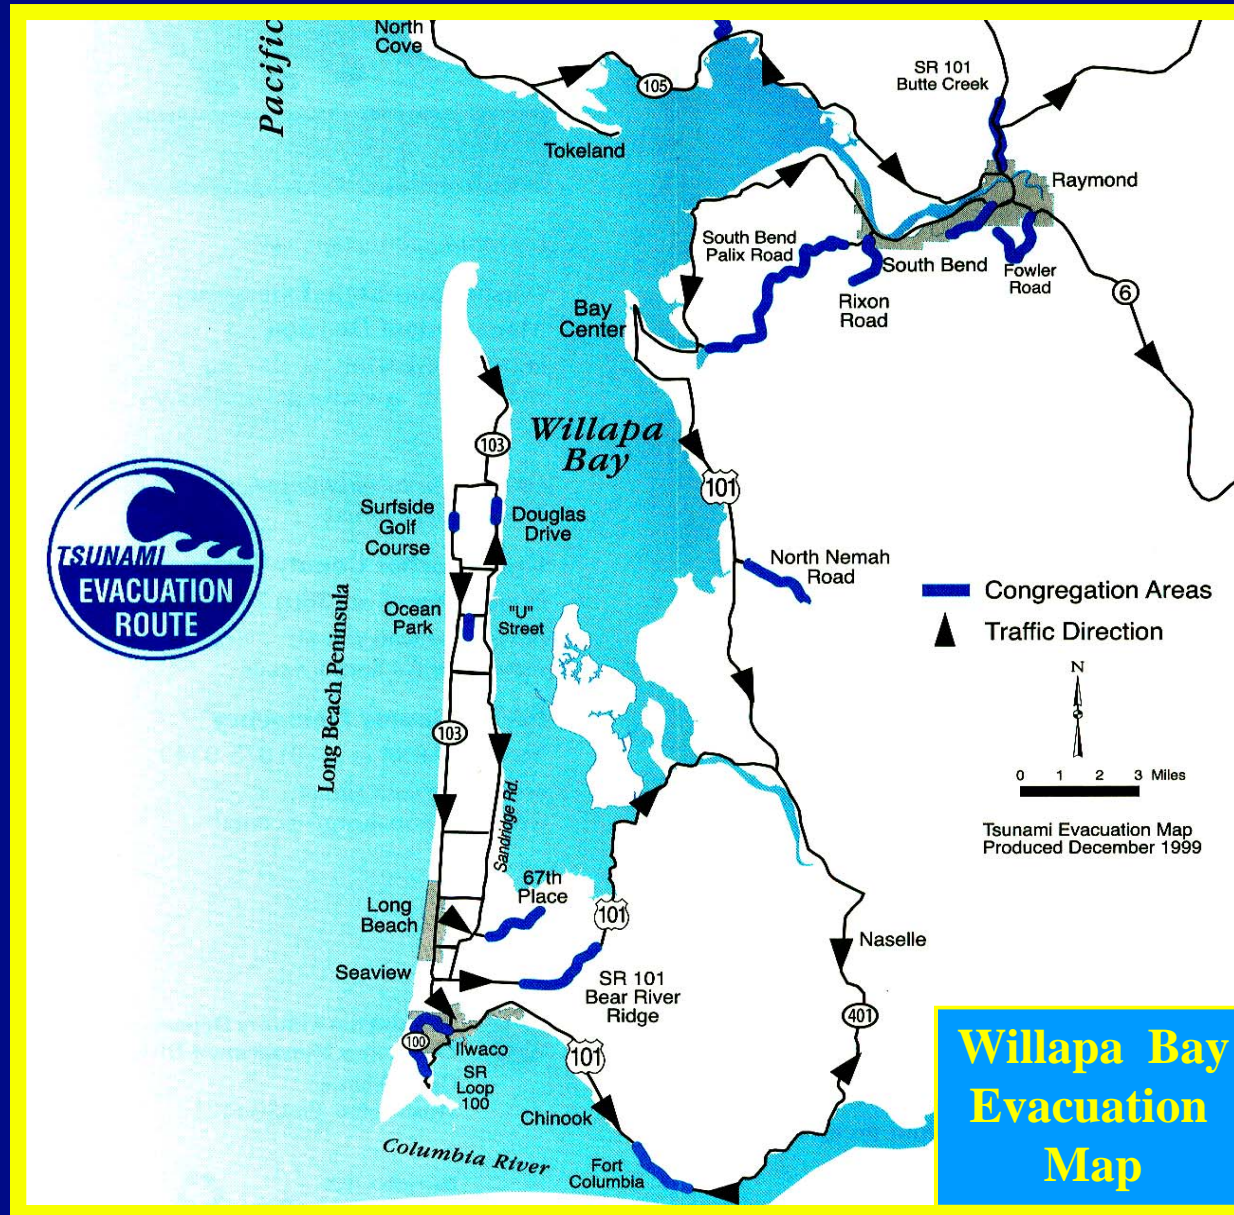 Pacific
North
Cove
105
Tokeland
SR 101
Butte Creek
Raymond
South Bend
Palix Road
South Bend
Fowler
Road
Rixon
Road
6
Bay
Center
Willapa
Bay
103
101
Surfside
Golf
Course
Douglas
Drive
TSUNAMI
EVACUATION
ROUTE
North Nemah
Road
Congregation Areas
Traffic Direction
Ocean
Park
"U"
Street
Long Beach Peninsula
103
N
0 1 2 3 Miles
Tsunami Evacuation Map
Produced December 1999
Sandridge Rd.
67th
Place
Long
Beach
101
Naselle
Seaview
SR 101
Bear River
Ridge
401
100
Ilwaco
SR
Loop
100
101
Chinook
Columbia River
Fort
Columbia
Willapa Bay
Evacuation
Map